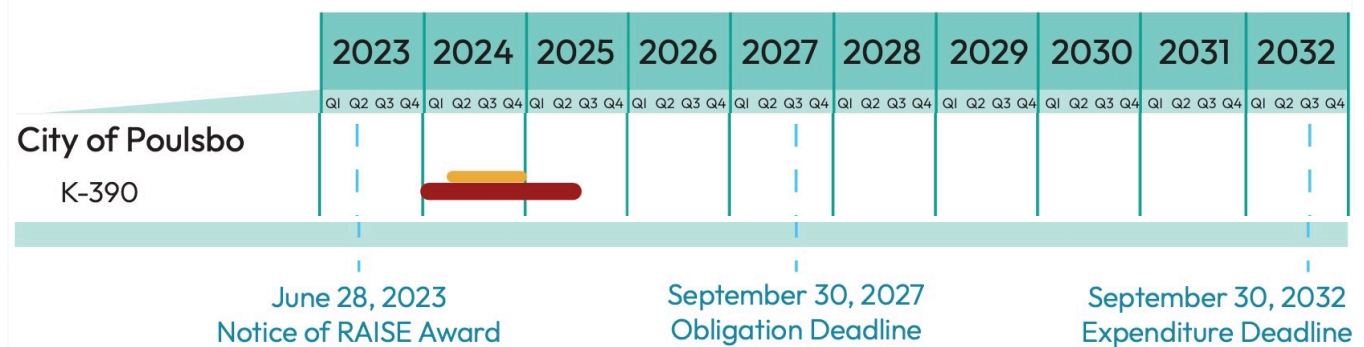 2023 2024 2025 2026 2027 2028 2029 2030 2031 2032
Q1 Q2 Q3 Q4 Q1 Q2 Q3 Q4 Q1 Q2 Q3 Q4 Q1 Q2 Q3 Q4 Q1 Q2 Q3 Q4 Q1 Q2 Q3 Q4 Q1 Q2 Q3 Q4 Q1 Q2 Q3 Q4 Q1 Q2 Q3 Q4 Q1 Q2 Q3 Q4
City of Poulsbo
K-390
June 28, 2023
Notice of RAISE Award
September 30, 2027
Obligation Deadline
September 30, 2032
Expenditure Deadline